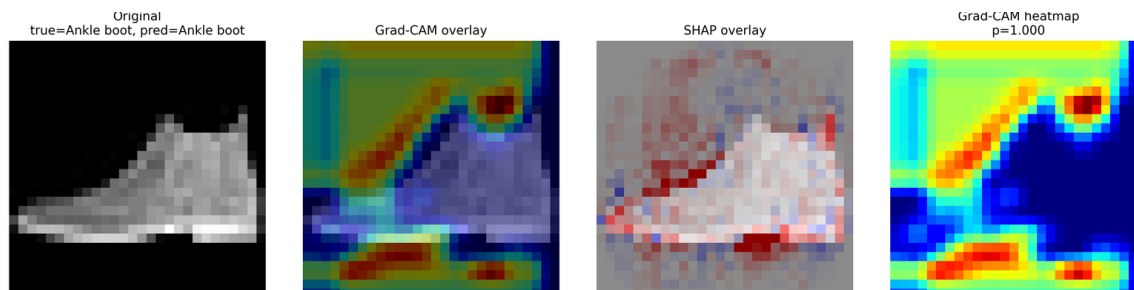 Original
true=Ankle boot, pred=Ankle boot
Grad-CAM overlay
SHAP overlay
Grad-CAM heatmap
p=1.000